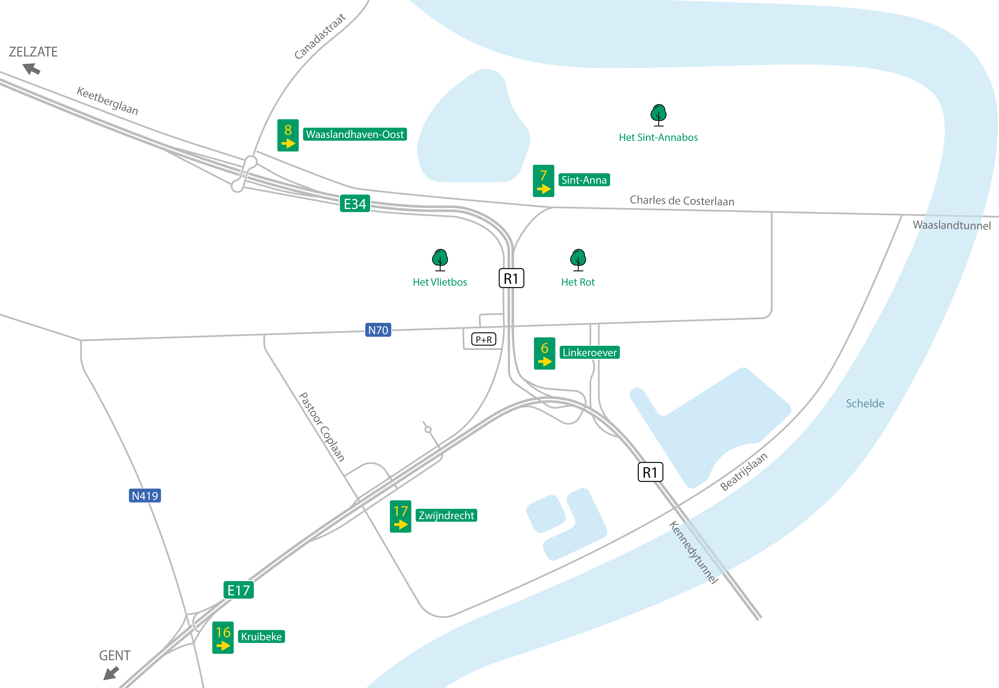 Canadastraat
ZELZATE
Keetberglaan
8
Waaslandhaven-Oost
Het Sint-Annabos
7
Sint-Anna
E34
Charles de Costerlaan
Waaslandtunnel
Het Vlietbos
R1
Het Rot
N70
P+R
6
Linkeroever
Pastoor Coplaan
Schelde
R1
Beatrijslaan
N419
17
Zwijndrecht
Kennedytunnel
E17
16
Kruibeke
GENT